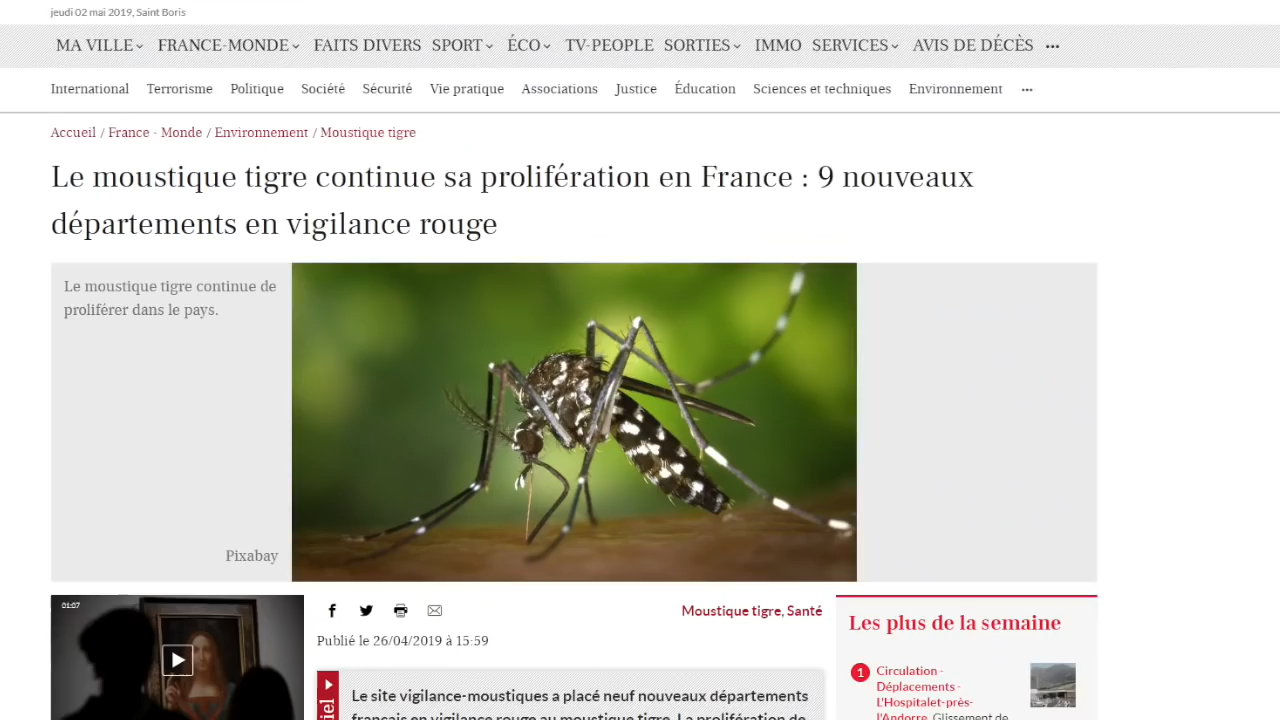 jeudi 02 mai 2019, Saint Boris
MA VILLE FRANCE-MONDE FAITS DIVERS SPORT ÉCO TV-PEOPLE SORTIES IMMO SERVICES AVIS DE DÉCÈS ...
International Terrorisme Politique Société Sécurité Vie pratique Associations Justice Éducation Sciences et techniques Environnement ...
Accueil / France - Monde / Environnement / Moustique tigre
Le moustique tigre continue sa prolifération en France : 9 nouveaux
départements en vigilance rouge
Le moustique tigre continue de
proliférer dans le pays.
Pixabay
01:07
Moustique tigre, Santé
Publié le 26/04/2019 à 15:59
iel
Le site vigilance-moustiques a placé neuf nouveaux départements
français en vigilance rouge au moustique tigre. La prolifération de
Les plus de la semaine
1 Circulation -
Déplacements -
L'Hospitalet-près-
l'Andorre. Glissement de